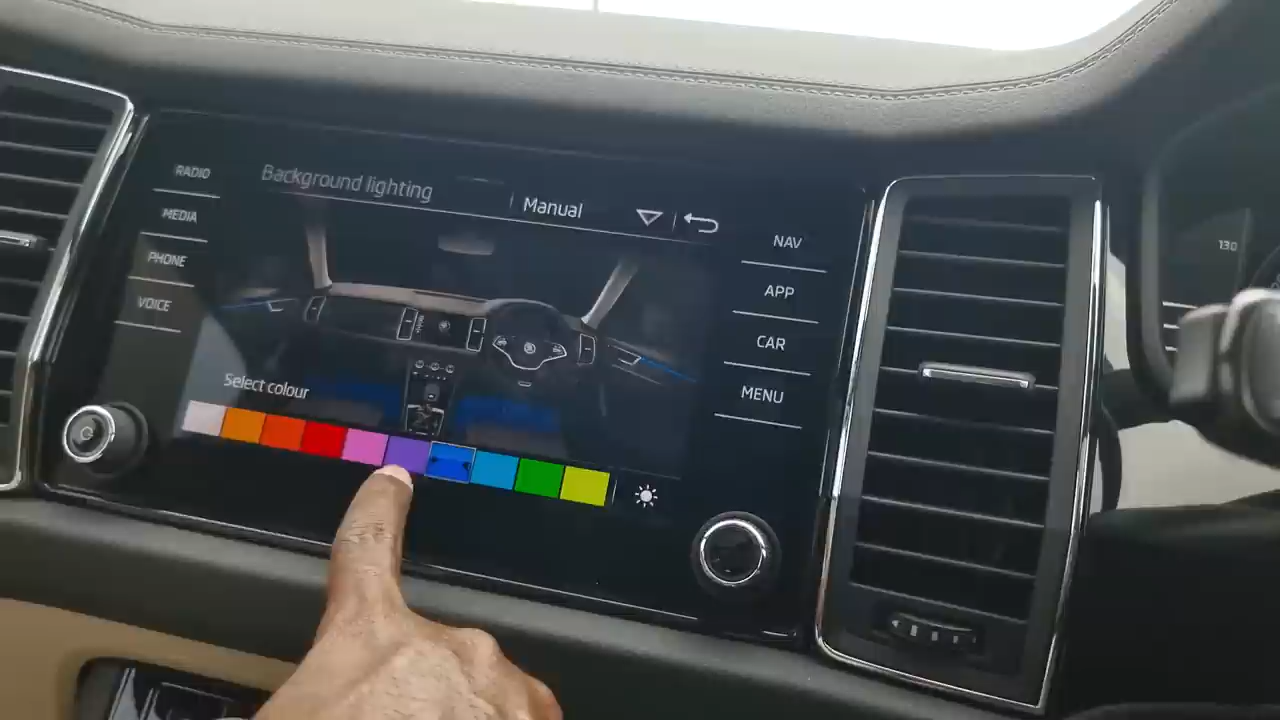 RADIO
MEDIA
PHONE
VOICE
Background lighting
Manual
Select colour
NAV
APP
CAR
MENU
130